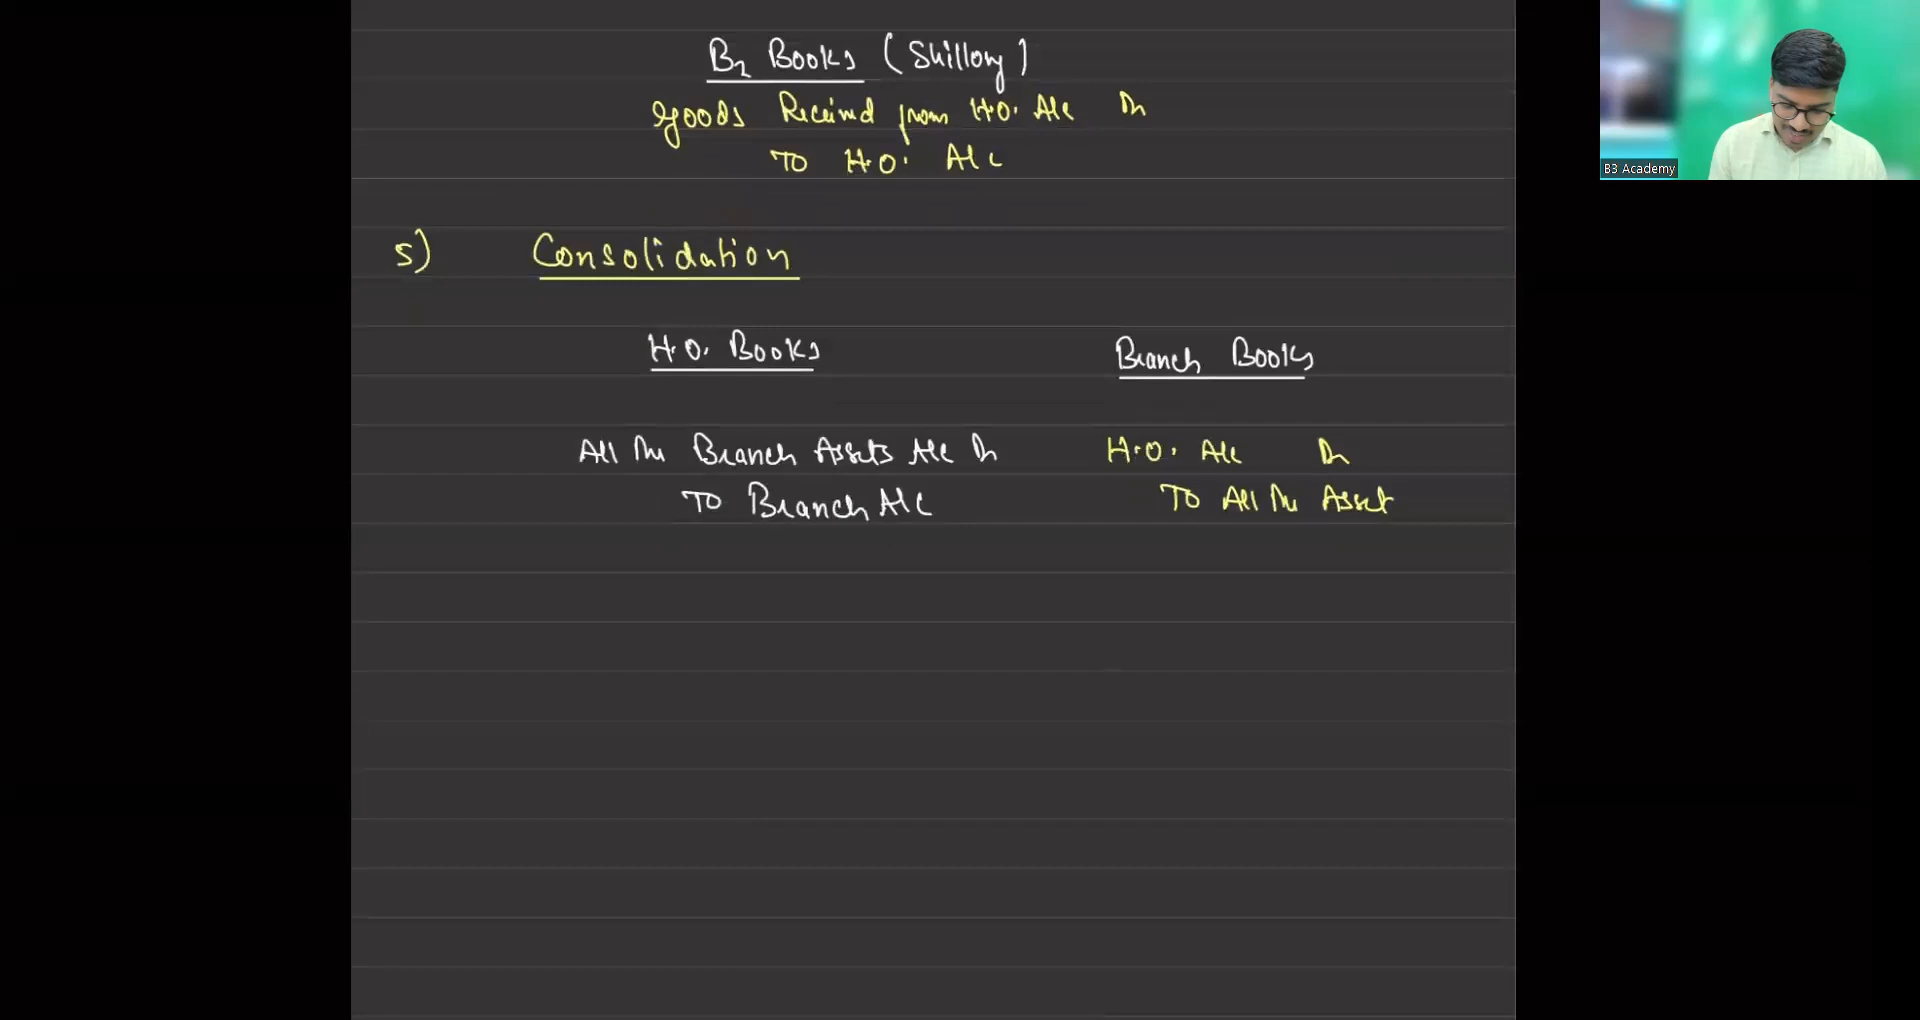 B2 Books (Shillong)
Goods Received from H.O. A/c Dr
To H.O. A/c
B3 Academy
5) Consolidation
H.O. Books Branch Books
All the Branch Assets A/c Dr H.O. A/c Dr
To Branch A/c To All the Asset